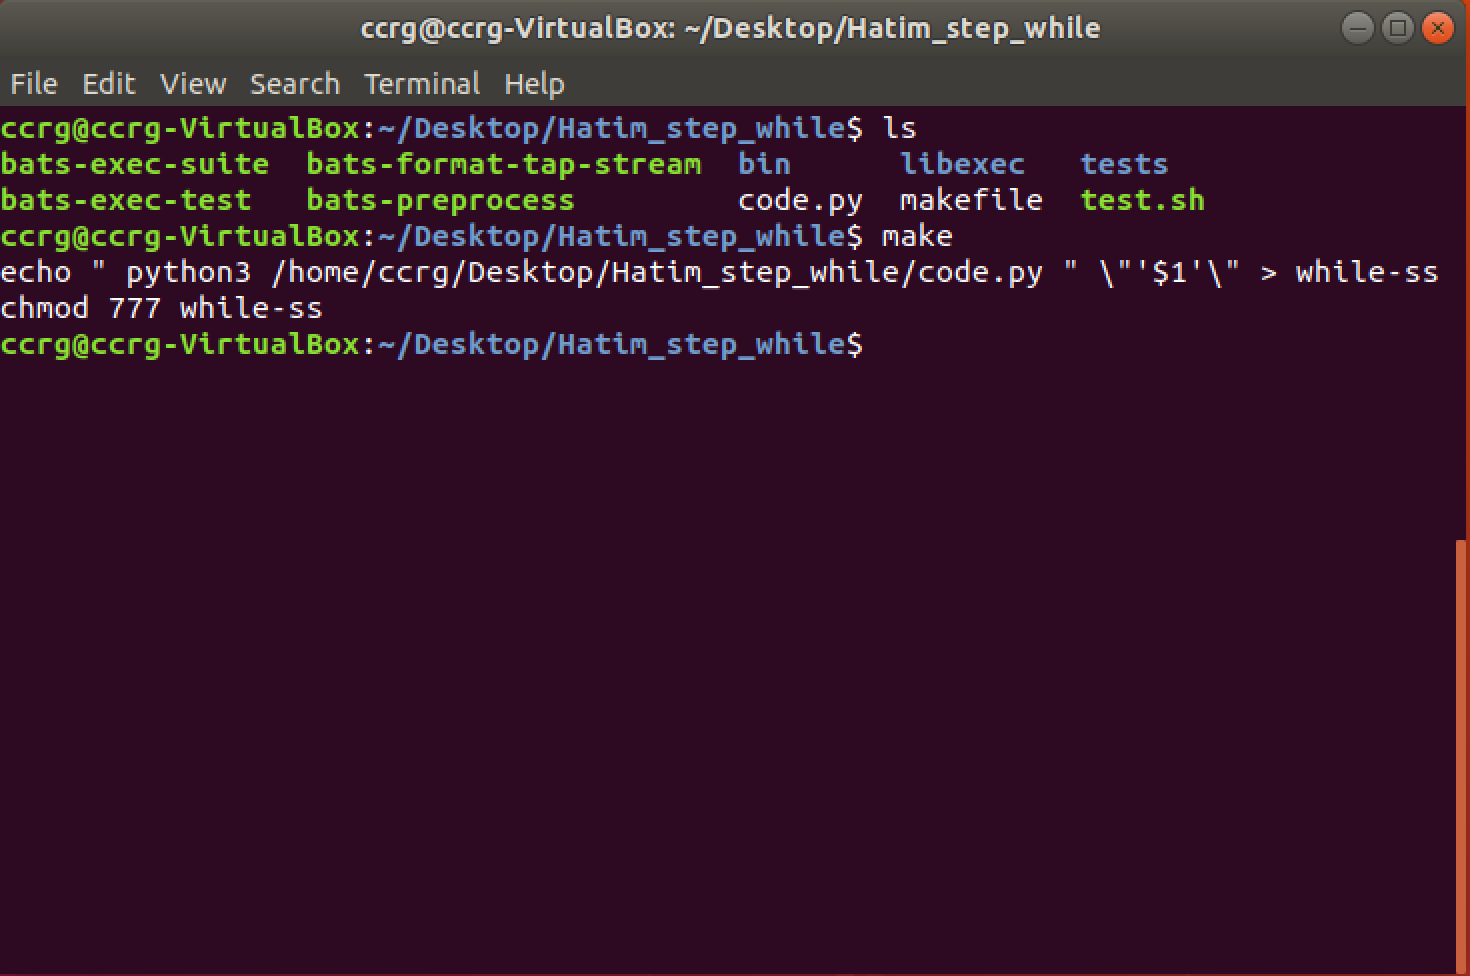 ccrg@ccrg-VirtualBox: ~/Desktop/Hatim_step_while
File Edit View Search Terminal Help
ccrg@ccrg-VirtualBox:~/Desktop/Hatim_step_while$ ls
bats-exec-suite bats-format-tap-stream bin libexec tests
bats-exec-test bats-preprocess code.py makefile test.sh
ccrg@ccrg-VirtualBox:~/Desktop/Hatim_step_while$ make
echo " python3 /home/ccrg/Desktop/Hatim_step_while/code.py " \"'$1'\" > while-ss
chmod 777 while-ss
ccrg@ccrg-VirtualBox:~/Desktop/Hatim_step_while$